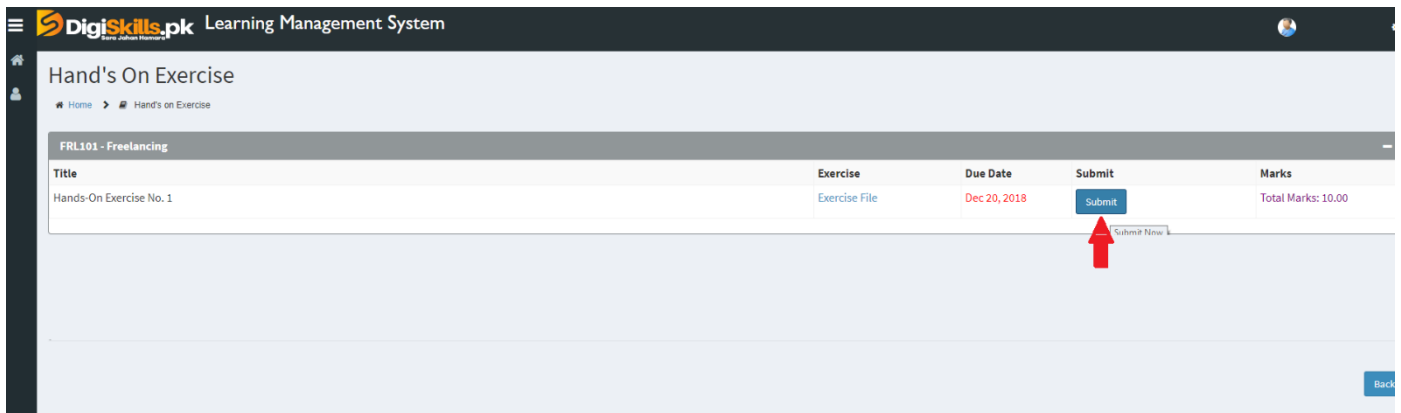 DigiSkills.pk Learning Management System
Sara Jahan Hamara
Hand's On Exercise
Home > Hand's on Exercise
FRL101 - Freelancing
Title Exercise Due Date Submit Marks
Hands-On Exercise No. 1 Exercise File Dec 20, 2018 Submit Total Marks: 10.00
Submit Now
Back